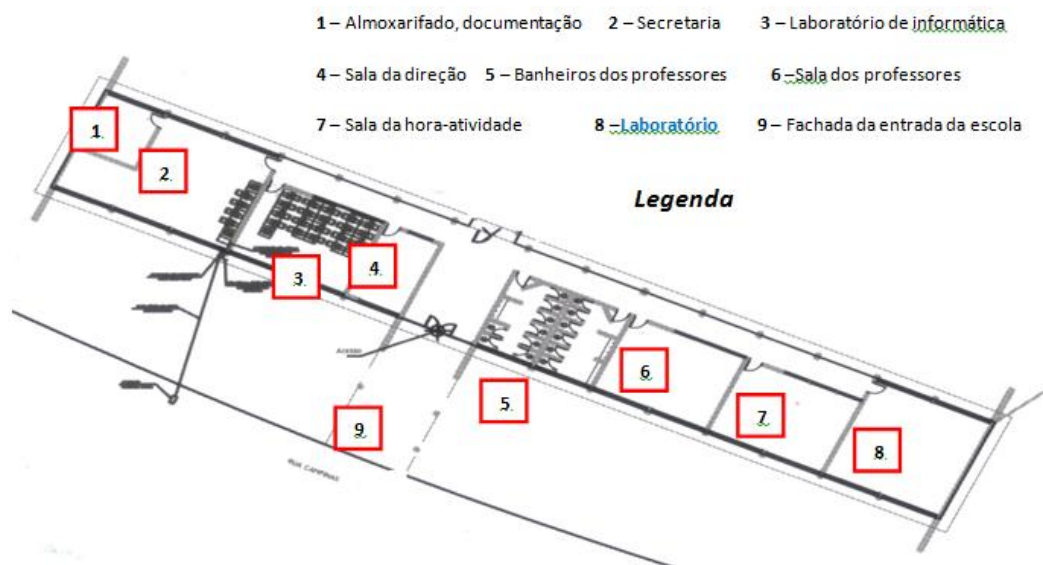 1 – Almoxarifado, documentação 2 – Secretaria 3 – Laboratório de informática
4 – Sala da direção 5 – Banheiros dos professores 6 –Sala dos professores
7 – Sala da hora-atividade 8 –Laboratório 9 – Fachada da entrada da escola
Legenda
1.
2.
3.
4.
5.
6.
7.
8.
9.
RUA CAMPINAS